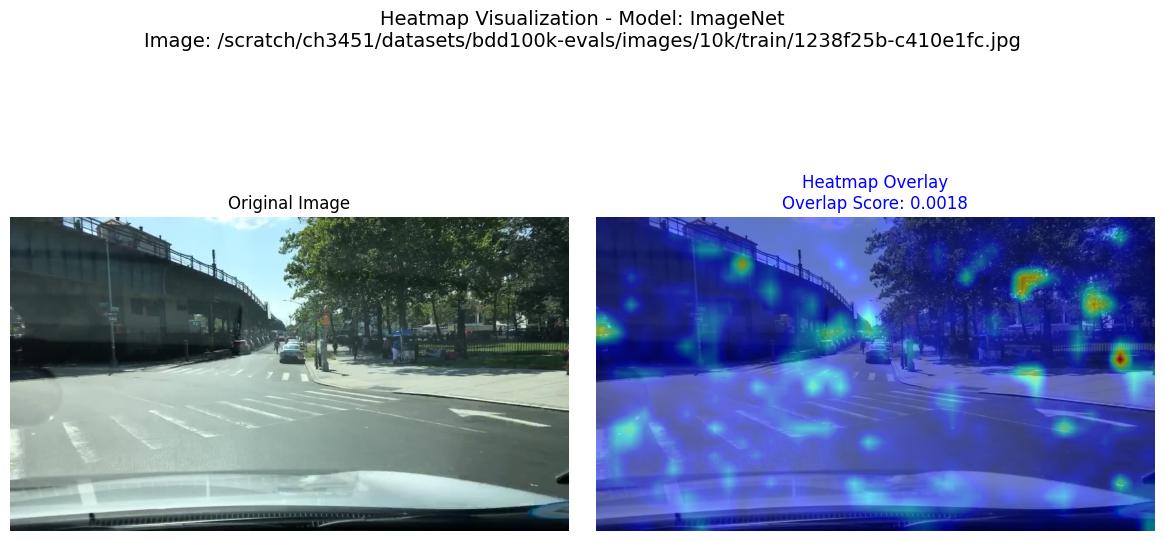 Heatmap Visualization - Model: ImageNet
Image: /scratch/ch3451/datasets/bdd100k-evals/images/10k/train/1238f25b-c410e1fc.jpg
Original Image
Heatmap Overlay
Overlap Score: 0.0018